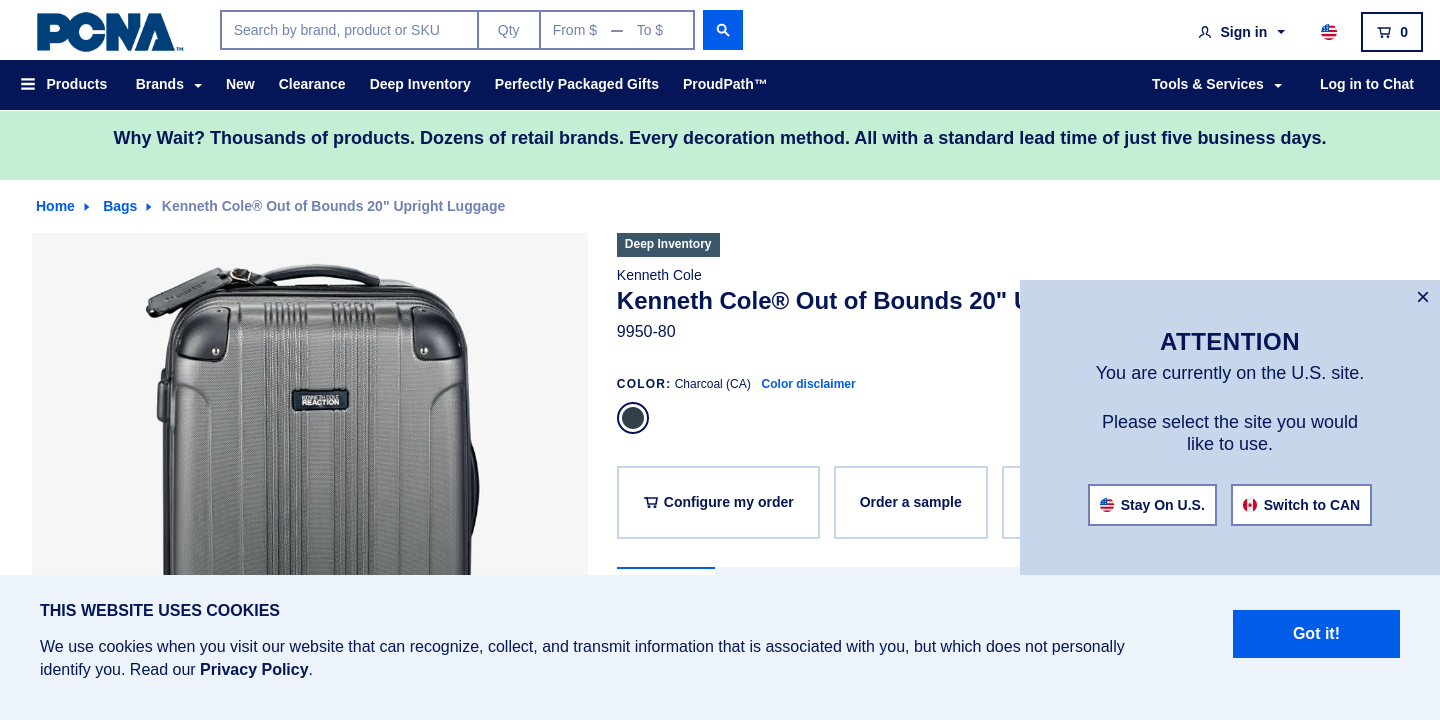 PCNA™
Search by brand, product or SKU
Qty
From $ — To $
Sign in
0
Products
Brands
New
Clearance
Deep Inventory
Perfectly Packaged Gifts
ProudPath™
Tools & Services
Log in to Chat
Why Wait? Thousands of products. Dozens of retail brands. Every decoration method. All with a standard lead time of just five business days.
Home
Bags
Kenneth Cole® Out of Bounds 20" Upright Luggage
KENNETH COLE
REACTION
Deep Inventory
Kenneth Cole
Kenneth Cole® Out of Bounds 20"
9950-80
COLOR: Charcoal (CA) Color disclaimer
Configure my order
Order a sample
×
ATTENTION
You are currently on the U.S. site.
Please select the site you would
like to use.
Stay On U.S.
Switch to CAN
THIS WEBSITE USES COOKIES
We use cookies when you visit our website that can recognize, collect, and transmit information that is associated with you, but which does not personally
identify you. Read our Privacy Policy.
Got it!